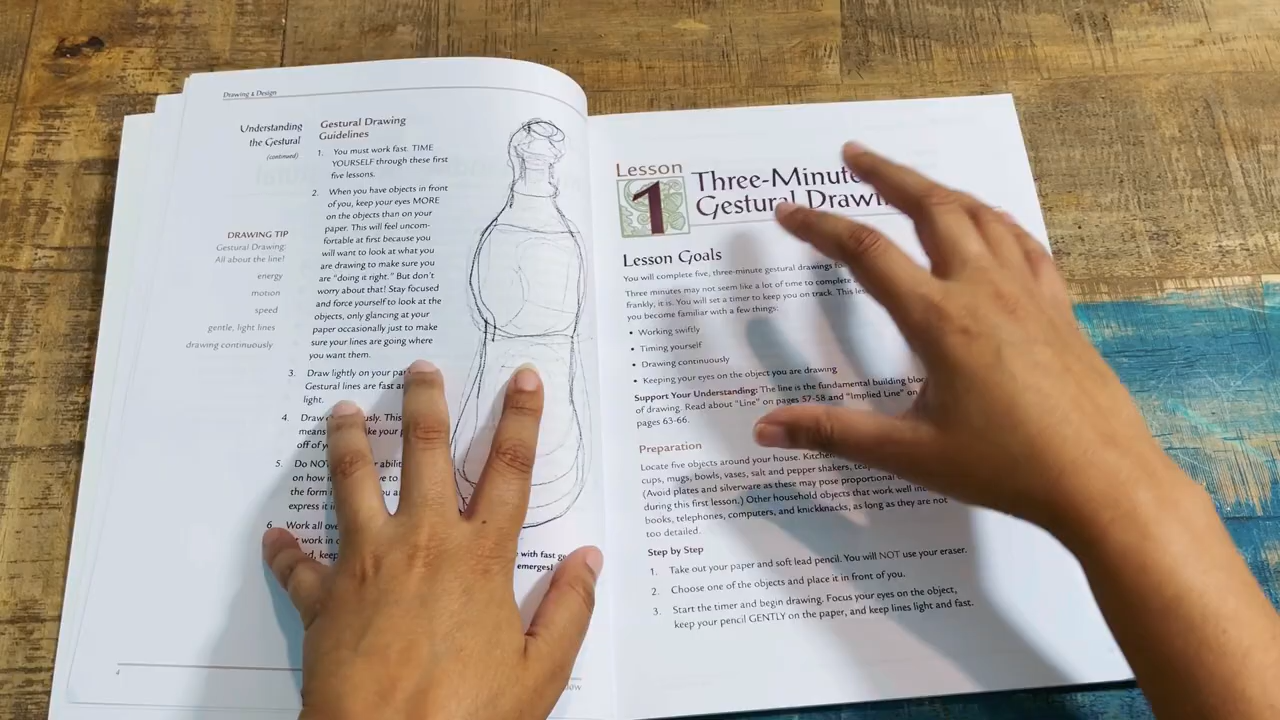 Drawing & Design
Understanding
the Gestural
(continued)
DRAWING TIP
Gestural Drawing:
All about the line!
energy
motion
speed
gentle, light lines
drawing continuously
Gestural Drawing
Guidelines
1. You must work fast. TIME
YOURSELF through these first
five lessons.
2. When you have objects in front
of you, keep your eyes MORE
on the objects than on your
paper. This will feel uncom-
fortable at first because you
will want to look at what you
are drawing to make sure you
are "doing it right." But don't
worry about that! Stay focused
and force yourself to look at the
objects, only glancing at your
paper occasionally just to make
sure your lines are going where
you want them.
3. Draw lightly on your
Gestural lines are fast
light.
4. Draw This
means your
off of
5. Do NOT
on how to
the form
express it
6. Work all
work in
keep
with fast
emerges!
4
Lesson
1
Three-Minute
Gestural
Lesson Goals
You will complete five, three-minute gestural drawings
Three minutes may not seem like a lot of time to complete
frankly, it is. You will set a timer to keep you on track. This
you become familiar with a few things:
• Working swiftly
• Timing yourself
• Drawing continuously
• Keeping your eyes on the object you are drawing
Support Your Understanding: The line is the fundamental building
of drawing. Read about "Line" on pages 57-58 and "Implied Line" on
pages 63-66.
Preparation
Locate five objects around your house.
cups, mugs, bowls, vases, salt and pepper shakers,
(Avoid plates and silverware as these may pose
during this first lesson.) Other household objects that work well
books, telephones, computers, and knickknacks, as long as they are not
too detailed.
Step by Step
1. Take out your paper and soft lead pencil. You will NOT use your eraser.
2. Choose one of the objects and place it in front of you.
3. Start the timer and begin drawing. Focus your eyes on the object,
keep your pencil GENTLY on the paper, and keep lines light and fast.